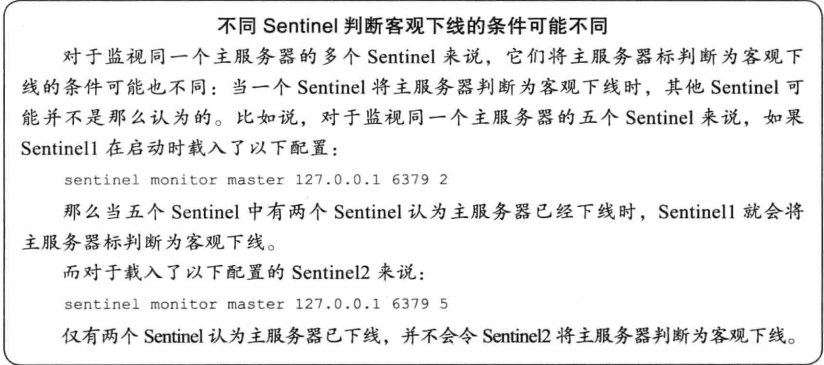 不同 Sentinel 判断客观下线的条件可能不同
对于监视同一个主服务器的多个 Sentinel 来说，它们将主服务器标判断为客观下
线的条件可能也不同：当一个 Sentinel 将主服务器判断为客观下线时，其他 Sentinel 可
能并不是那么认为的。比如说，对于监视同一个主服务器的五个 Sentinel 来说，如果
Sentinel1 在启动时载入了以下配置：
sentinel monitor master 127.0.0.1 6379 2
那么当五个 Sentinel 中有两个 Sentinel 认为主服务器已经下线时，Sentinel1 就会将
主服务器标判断为客观下线。
而对于载入了以下配置的 Sentinel2 来说：
sentinel monitor master 127.0.0.1 6379 5
仅有两个 Sentinel 认为主服务器已下线，并不会令 Sentinel2 将主服务器判断为客观下线。